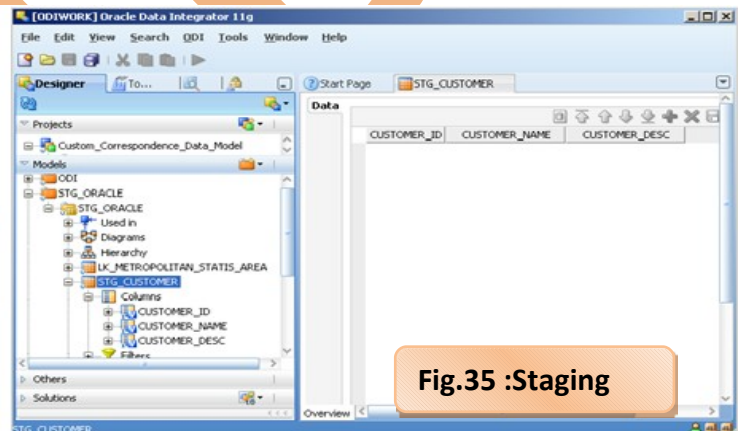 [ODIWORK] Oracle Data Integrator 11g
File Edit View Search ODI Tools Window Help
Designer To...
Start Page STG_CUSTOMER
Data
Projects
Custom_Correspondence_Data_Model
CUSTOMER_ID CUSTOMER_NAME CUSTOMER_DESC
Models
ODI
STG_ORACLE
STG_ORACLE
Used in
Diagrams
Hierarchy
LK_METROPOLITAN_STATIS_AREA
STG_CUSTOMER
Columns
CUSTOMER_ID
CUSTOMER_NAME
CUSTOMER_DESC
Filters
Others
Solutions
Overview
STG_CUSTOMER
Fig.35 :Staging